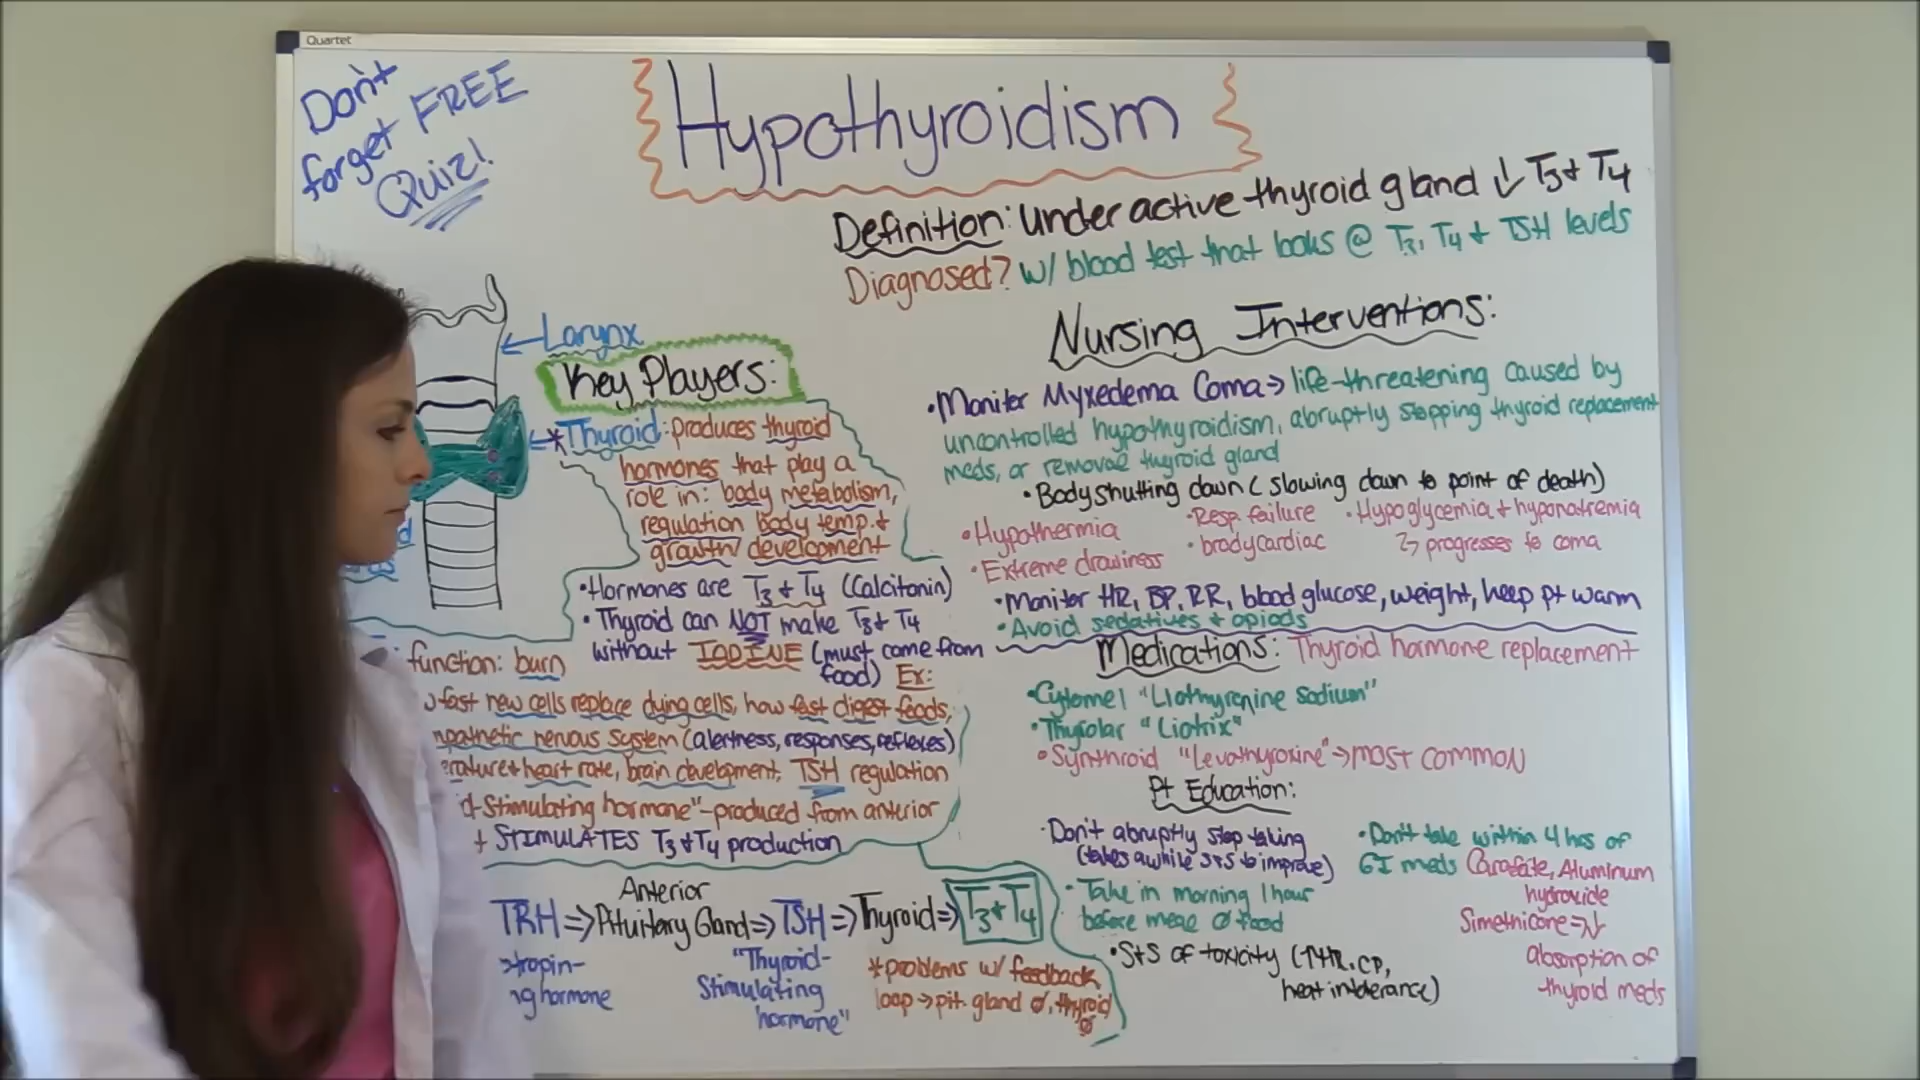 Quartet
Don't
forget FREE
Quiz!
Hypothyroidism
Definition: under active thyroid gland ↓ T3 + T4
Diagnosed? w/ blood test that looks @ T3, T4 + TSH levels
Larynx
Key Players:
*Thyroid: produces thyroid
hormones that play a
role in: body metabolism,
regulation body temp. +
growth/development
• Hormones are T3 + T4 (Calcitonin)
• Thyroid can NOT make T3 + T4
without IODINE (must come from
food) Ex:
function: burn
fast new cells replace dying cells, how fast digest foods,
nervous system (alertness, responses, reflexes)
+ heart rate, brain development, TSH regulation
Stimulating hormone" - produced from anterior
+ STIMULATES T3 + T4 production
Anterior
TRH ⇒ Pituitary Gland ⇒ TSH ⇒ Thyroid ⇒ T3 + T4
hormone
"Thyroid-
Stimulating
hormone"
*problems w/ feedback
loop → pit. gland Ø, thyroid
Ø
Nursing Interventions:
• Monitor Myxedema Coma → life-threatening caused by
uncontrolled hypothyroidism, abruptly stopping thyroid replacement
meds, or removal thyroid gland
• Body shutting down (slowing down to point of death)
• Hypothermia
• Extreme drowiness
• Resp. failure
• bradycardiac
• Hypoglycemia + hyponatremia
↳ progresses to coma
• Monitor HR, BP, RR, blood glucose, weight, keep pt warm
• Avoid sedatives + opiods
Medications: Thyroid hormone replacement
• Cytomel "Liothyronine Sodium"
• Thyrolar "Liotrix"
• Synthroid "Levothyroxine" → most common
Pt Education:
• Don't abruptly stop taking
(takes awhile s+s to improve)
• Take in morning 1 hour
before meal Ø food
• S+S of toxicity (↑HR, CP,
heat intolerance)
• Don't take within 4 hrs of
GI meds Carafate, Aluminum
hydroxide
Simethicone ⇒ ↓
absorption of
thyroid meds